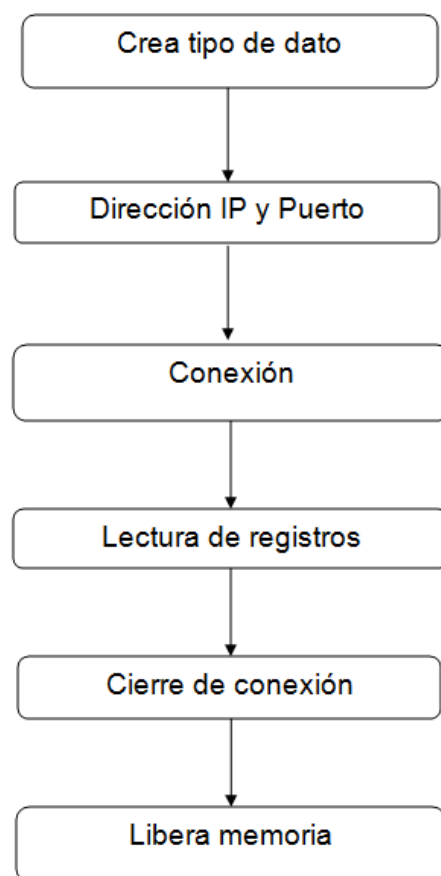 Crea tipo de dato
Dirección IP y Puerto
Conexión
Lectura de registros
Cierre de conexión
Libera memoria